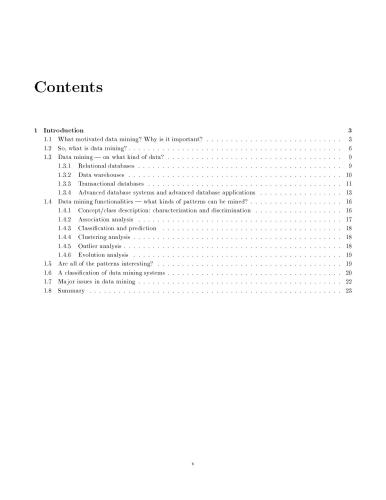 Contents
1 Introduction 3
1.1 What motivated data mining? Why is it important? . . . . . . . . . . . . . . . . . . . . . . . . . . . . 3
1.2 So, what is data mining? . . . . . . . . . . . . . . . . . . . . . . . . . . . . . . . . . . . . . . . . . . . 6
1.3 Data mining — on what kind of data? . . . . . . . . . . . . . . . . . . . . . . . . . . . . . . . . . . . . 9
1.3.1 Relational databases . . . . . . . . . . . . . . . . . . . . . . . . . . . . . . . . . . . . . . . . . . 9
1.3.2 Data warehouses . . . . . . . . . . . . . . . . . . . . . . . . . . . . . . . . . . . . . . . . . . . . 10
1.3.3 Transactional databases . . . . . . . . . . . . . . . . . . . . . . . . . . . . . . . . . . . . . . . . 11
1.3.4 Advanced database systems and advanced database applications . . . . . . . . . . . . . . . . . 13
1.4 Data mining functionalities — what kinds of patterns can be mined? . . . . . . . . . . . . . . . . . . . 16
1.4.1 Concept/class description: characterization and discrimination . . . . . . . . . . . . . . . . . . 16
1.4.2 Association analysis . . . . . . . . . . . . . . . . . . . . . . . . . . . . . . . . . . . . . . . . . . 17
1.4.3 Classification and prediction . . . . . . . . . . . . . . . . . . . . . . . . . . . . . . . . . . . . . 18
1.4.4 Clustering analysis . . . . . . . . . . . . . . . . . . . . . . . . . . . . . . . . . . . . . . . . . . . 18
1.4.5 Outlier analysis . . . . . . . . . . . . . . . . . . . . . . . . . . . . . . . . . . . . . . . . . . . . . 18
1.4.6 Evolution analysis . . . . . . . . . . . . . . . . . . . . . . . . . . . . . . . . . . . . . . . . . . . 19
1.5 Are all of the patterns interesting? . . . . . . . . . . . . . . . . . . . . . . . . . . . . . . . . . . . . . . 19
1.6 A classification of data mining systems . . . . . . . . . . . . . . . . . . . . . . . . . . . . . . . . . . . . 20
1.7 Major issues in data mining . . . . . . . . . . . . . . . . . . . . . . . . . . . . . . . . . . . . . . . . . . 22
1.8 Summary . . . . . . . . . . . . . . . . . . . . . . . . . . . . . . . . . . . . . . . . . . . . . . . . . . . . 23